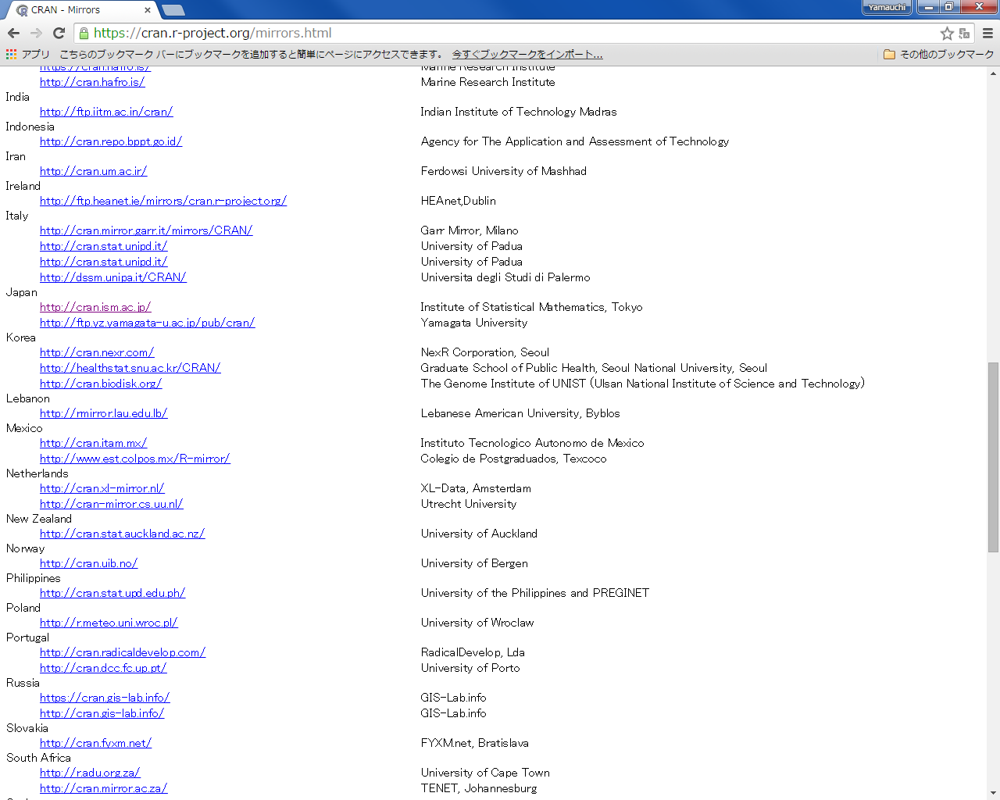 CRAN - Mirrors
Yamauchi
https://cran.r-project.org/mirrors.html
アプリ こちらのブックマーク バーにブックマークを追加すると簡単にページにアクセスできます。 今すぐブックマークをインポート... その他のブックマーク
https://cran.hafro.is/ Marine Research Institute
http://cran.hafro.is/ Marine Research Institute
India
http://ftp.iitm.ac.in/cran/ Indian Institute of Technology Madras
Indonesia
http://cran.repo.bppt.go.id/ Agency for The Application and Assessment of Technology
Iran
http://cran.um.ac.ir/ Ferdowsi University of Mashhad
Ireland
http://ftp.heanet.ie/mirrors/cran.r-project.org/ HEAnet,Dublin
Italy
http://cran.mirror.garr.it/mirrors/CRAN/ Garr Mirror, Milano
http://cran.stat.unipd.it/ University of Padua
http://cran.stat.unipd.it/ University of Padua
http://dssm.unipa.it/CRAN/ Universita degli Studi di Palermo
Japan
http://cran.ism.ac.jp/ Institute of Statistical Mathematics, Tokyo
http://ftp.yz.yamagata-u.ac.jp/pub/cran/ Yamagata University
Korea
http://cran.nexr.com/ NexR Corporation, Seoul
http://healthstat.snu.ac.kr/CRAN/ Graduate School of Public Health, Seoul National University, Seoul
http://cran.biodisk.org/ The Genome Institute of UNIST (Ulsan National Institute of Science and Technology)
Lebanon
http://rmirror.lau.edu.lb/ Lebanese American University, Byblos
Mexico
http://cran.itam.mx/ Instituto Tecnologico Autonomo de Mexico
http://www.est.colpos.mx/R-mirror/ Colegio de Postgraduados, Texcoco
Netherlands
http://cran.xl-mirror.nl/ XL-Data, Amsterdam
http://cran-mirror.cs.uu.nl/ Utrecht University
New Zealand
http://cran.stat.auckland.ac.nz/ University of Auckland
Norway
http://cran.uib.no/ University of Bergen
Philippines
http://cran.stat.upd.edu.ph/ University of the Philippines and PREGINET
Poland
http://r.meteo.uni.wroc.pl/ University of Wroclaw
Portugal
http://cran.radicaldevelop.com/ RadicalDevelop, Lda
http://cran.dcc.fc.up.pt/ University of Porto
Russia
https://cran.gis-lab.info/ GIS-Lab.info
http://cran.gis-lab.info/ GIS-Lab.info
Slovakia
http://cran.fyxm.net/ FYXM.net, Bratislava
South Africa
http://r.adu.org.za/ University of Cape Town
http://cran.mirror.ac.za/ TENET, Johannesburg